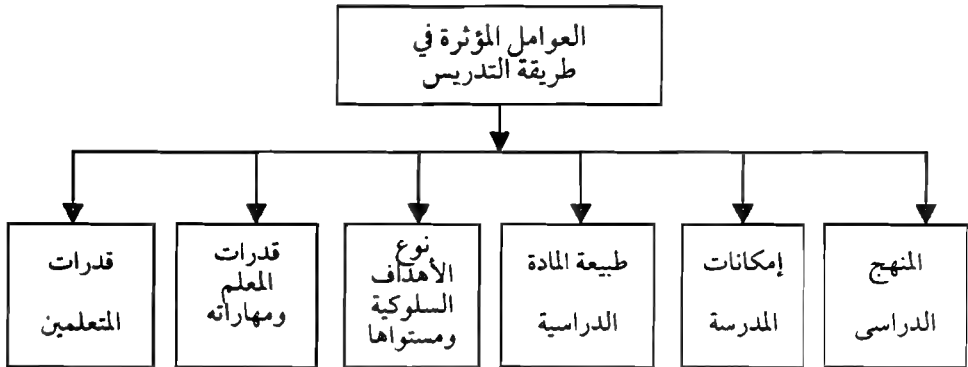 العوامل المؤثرة في
طريقة التدريس
المنهج
الدراسى
إمكانات
المدرسة
طبيعة المادة
الدراسية
نوع
الأهداف
السلوكية
ومستواها
قدرات
المعلم
ومهاراته
قدرات
المتعلمين